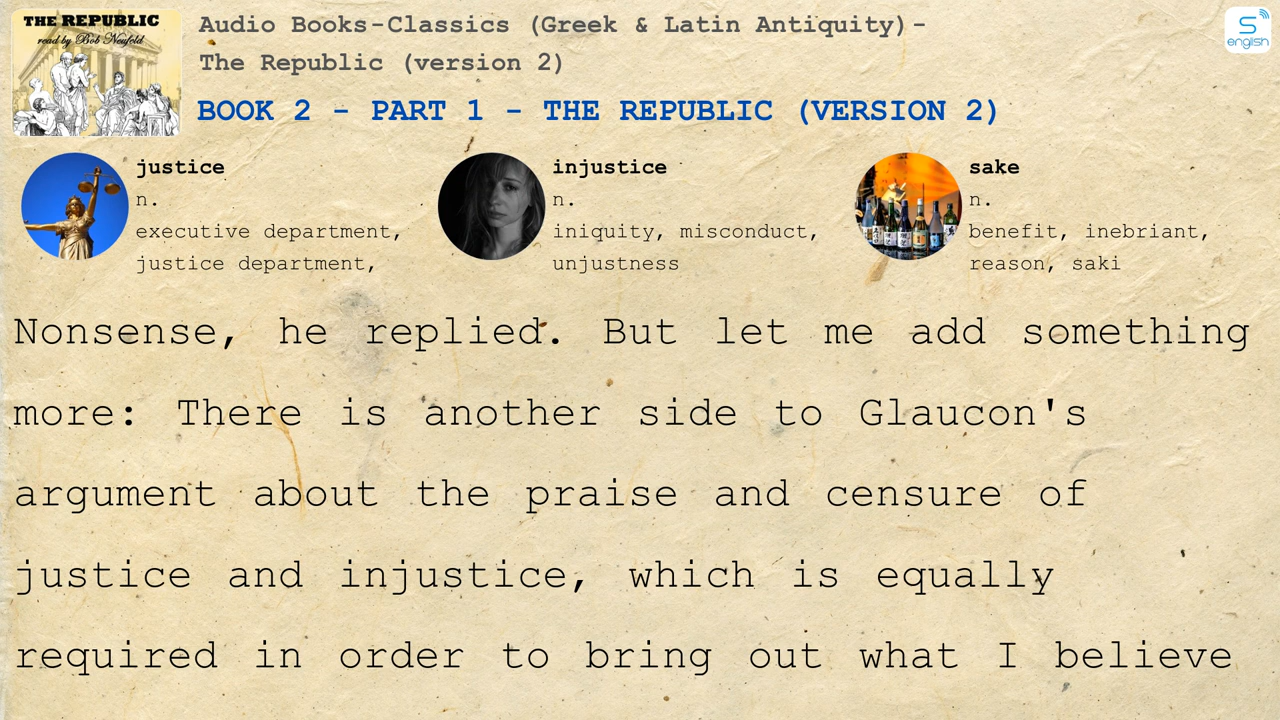 THE REPUBLIC
read by Bob Neufeld
Audio Books-Classics (Greek & Latin Antiquity)-
The Republic (version 2)
BOOK 2 - PART 1 - THE REPUBLIC (VERSION 2)
S
english
justice
n.
executive department,
justice department,
injustice
n.
iniquity, misconduct,
unjustness
sake
n.
benefit, inebriant,
reason, saki
Nonsense, he replied. But let me add something
more: There is another side to Glaucon's
argument about the praise and censure of
justice and injustice, which is equally
required in order to bring out what I believe